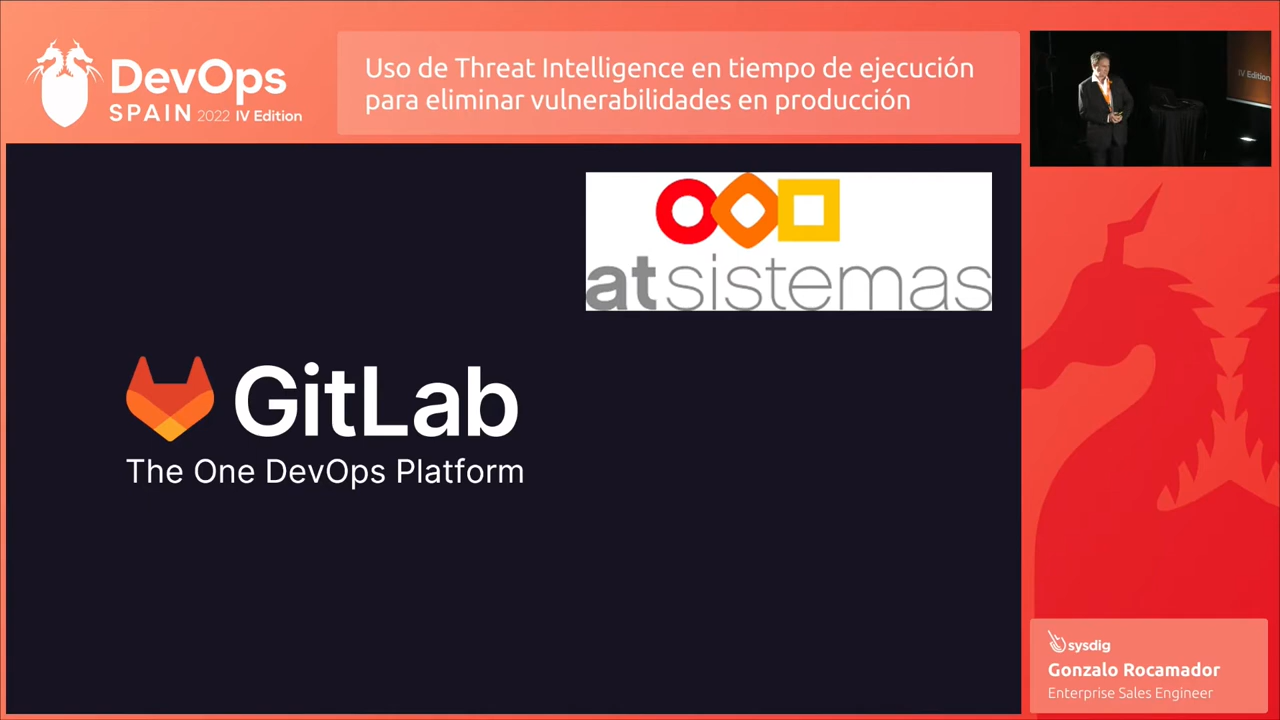 DevOps
SPAIN 2022 IV Edition
Uso de Threat Intelligence en tiempo de ejecución
para eliminar vulnerabilidades en producción
IV Edition
atsistemas
GitLab
The One DevOps Platform
sysdig
Gonzalo Rocamador
Enterprise Sales Engineer